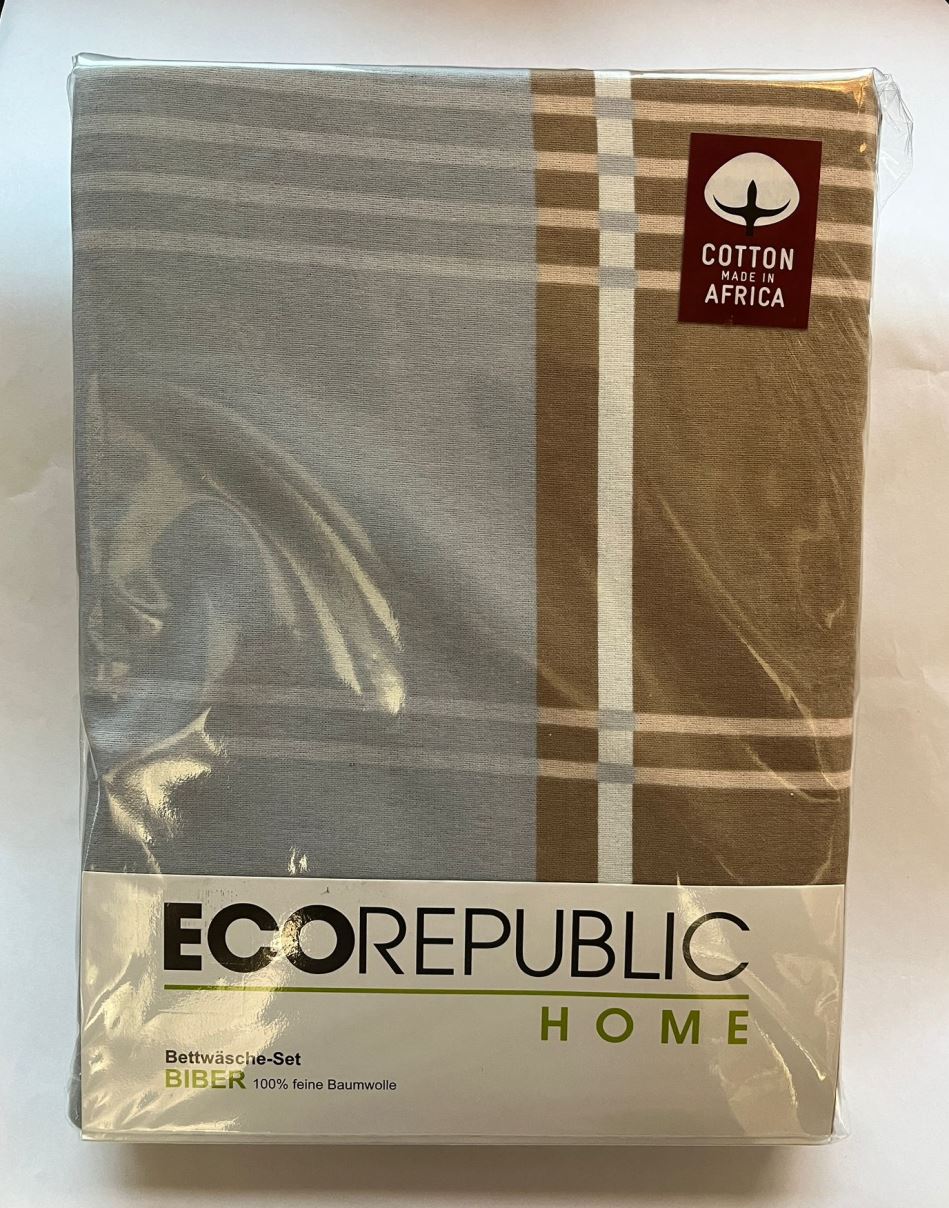 COTTON
MADE IN
AFRICA
ECOREPUBLIC
HOME
Bettwäsche-Set
BIBER 100% feine Baumwolle